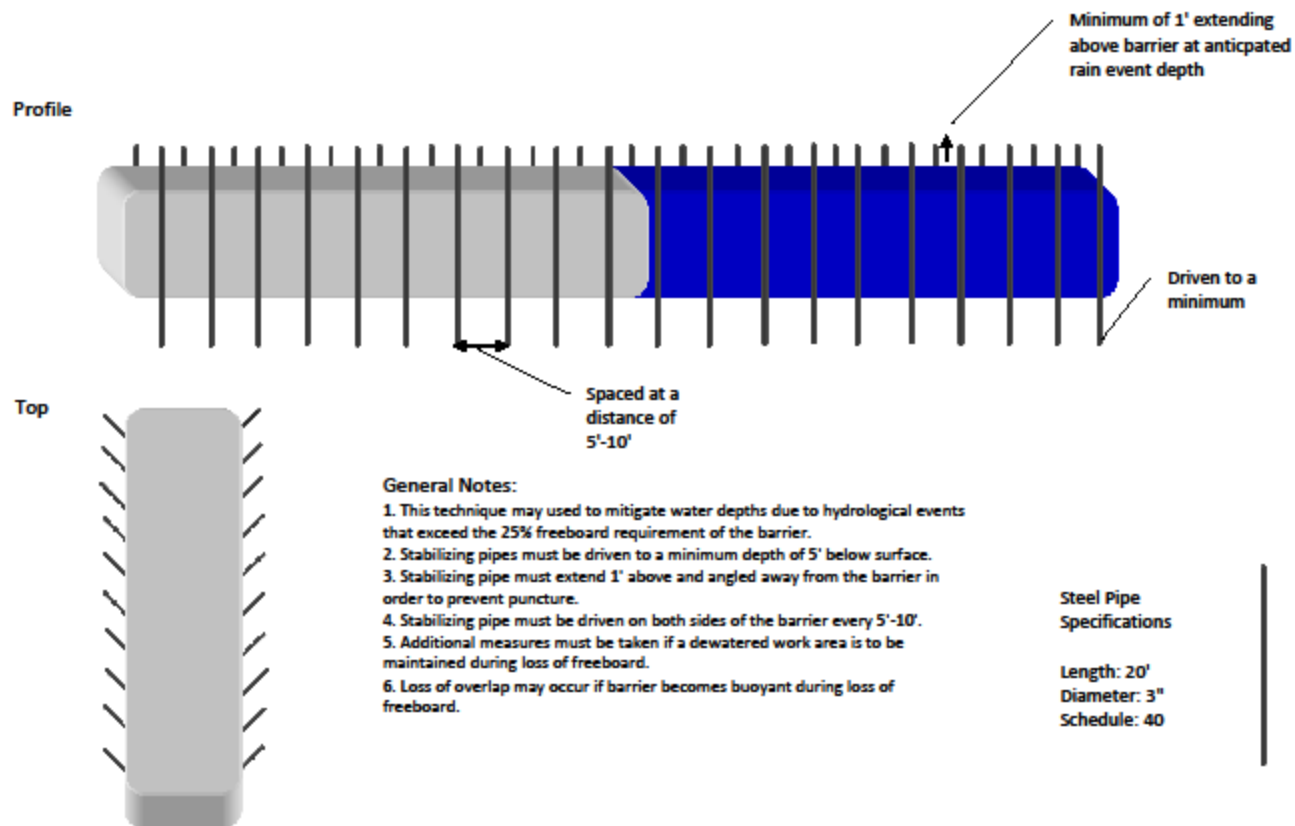 Minimum of 1' extending
above barrier at anticpated
rain event depth
Profile
Driven to a
minimum
Spaced at a
distance of
5'-10'
Top
General Notes:
1. This technique may used to mitigate water depths due to hydrological events
that exceed the 25% freeboard requirement of the barrier.
2. Stabilizing pipes must be driven to a minimum depth of 5' below surface.
3. Stabilizing pipe must extend 1' above and angled away from the barrier in
order to prevent puncture.
4. Stabilizing pipe must be driven on both sides of the barrier every 5'-10'.
5. Additional measures must be taken if a dewatered work area is to be
maintained during loss of freeboard.
6. Loss of overlap may occur if barrier becomes buoyant during loss of
freeboard.
Steel Pipe
Specifications
Length: 20'
Diameter: 3"
Schedule: 40